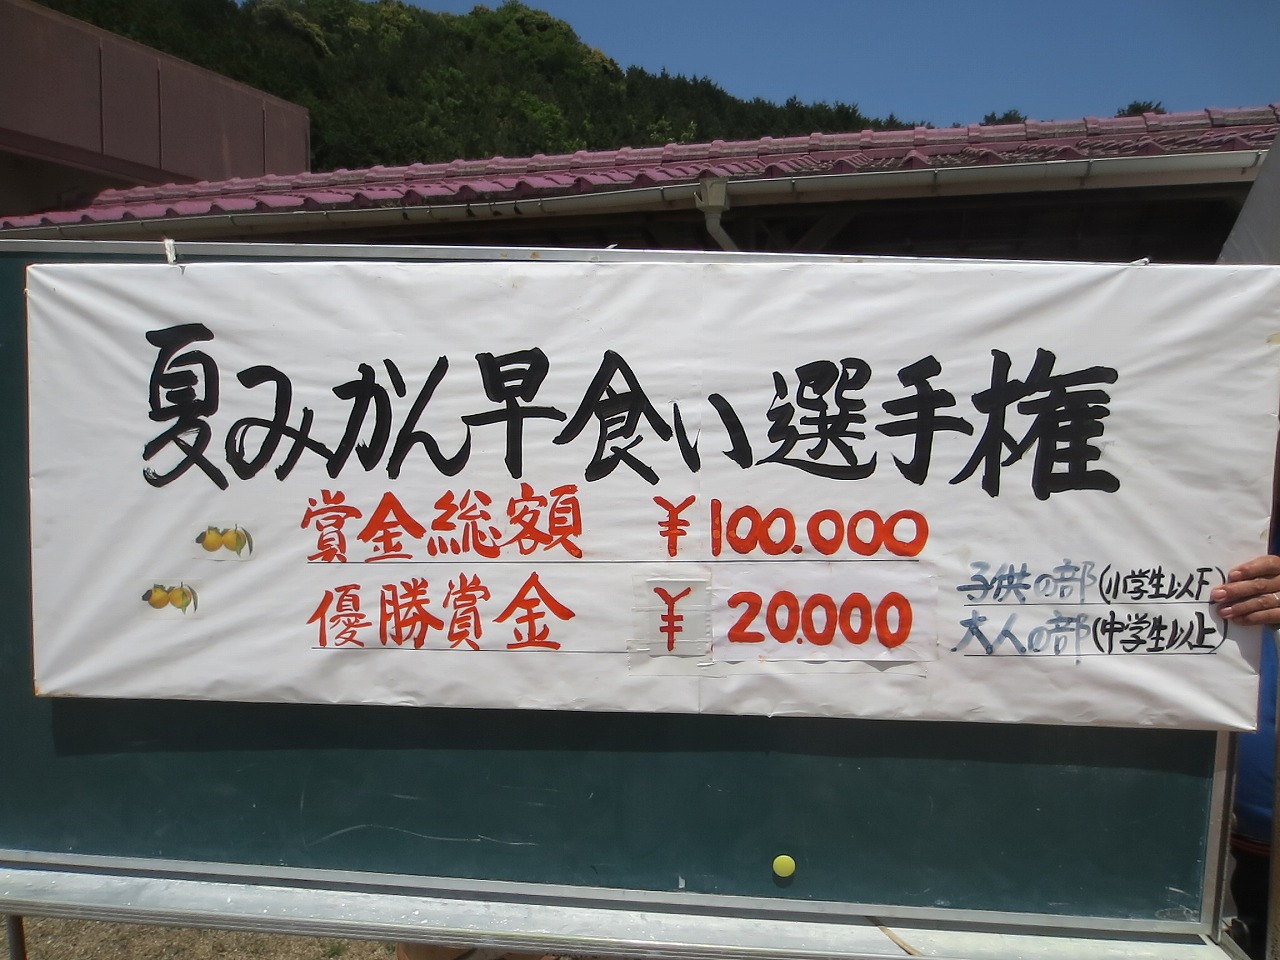 夏みかん早食い選手権
賞金総額 ¥100.000
優勝賞金 ¥20.000
子供の部(小学生以下)
大人の部(中学生以上)